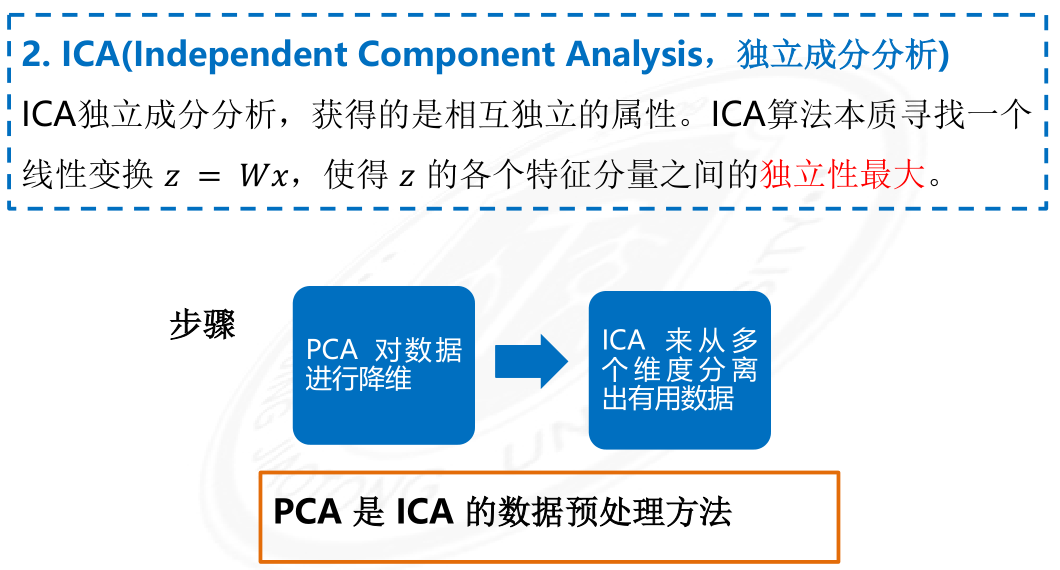 2. ICA(Independent Component Analysis，独立成分分析)
ICA独立成分分析，获得的是相互独立的属性。ICA算法本质寻找一个
线性变换 z = Wx，使得 z 的各个特征分量之间的独立性最大。
步骤
PCA 对数据
进行降维
ICA 来从多
个维度分离
出有用数据
PCA 是 ICA 的数据预处理方法